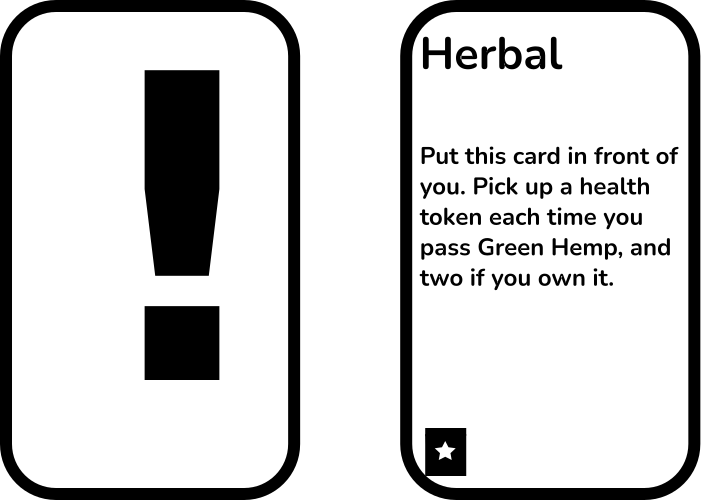 !
Herbal
Put this card in front of
you. Pick up a health
token each time you
pass Green Hemp, and
two if you own it.